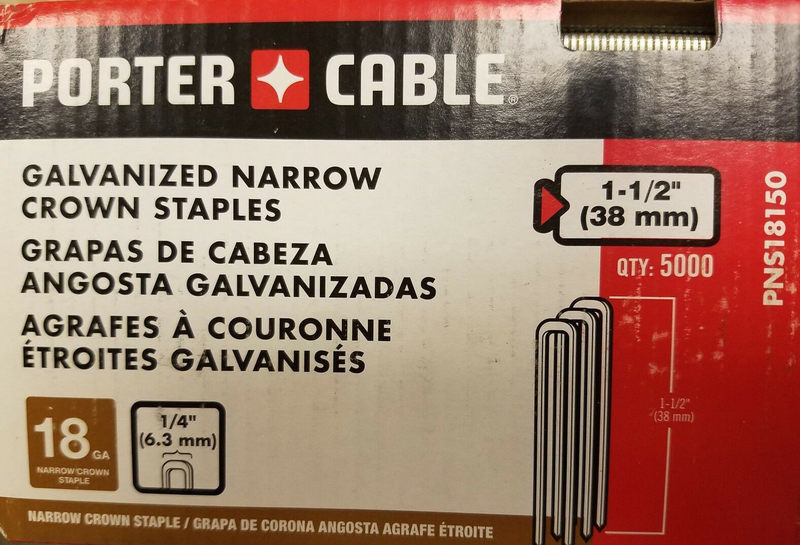 PORTER CABLE®
GALVANIZED NARROW
CROWN STAPLES
GRAPAS DE CABEZA
ANGOSTA GALVANIZADAS
AGRAFES À COURONNE
ÉTROITES GALVANISÉS
1-1/2"
(38 mm)
QTY: 5000
PNS18150
1-1/2"
(38 mm)
18 GA
NARROW CROWN
STAPLE
1/4"
(6.3 mm)
NARROW CROWN STAPLE / GRAPA DE CORONA ANGOSTA AGRAFE ÉTROITE